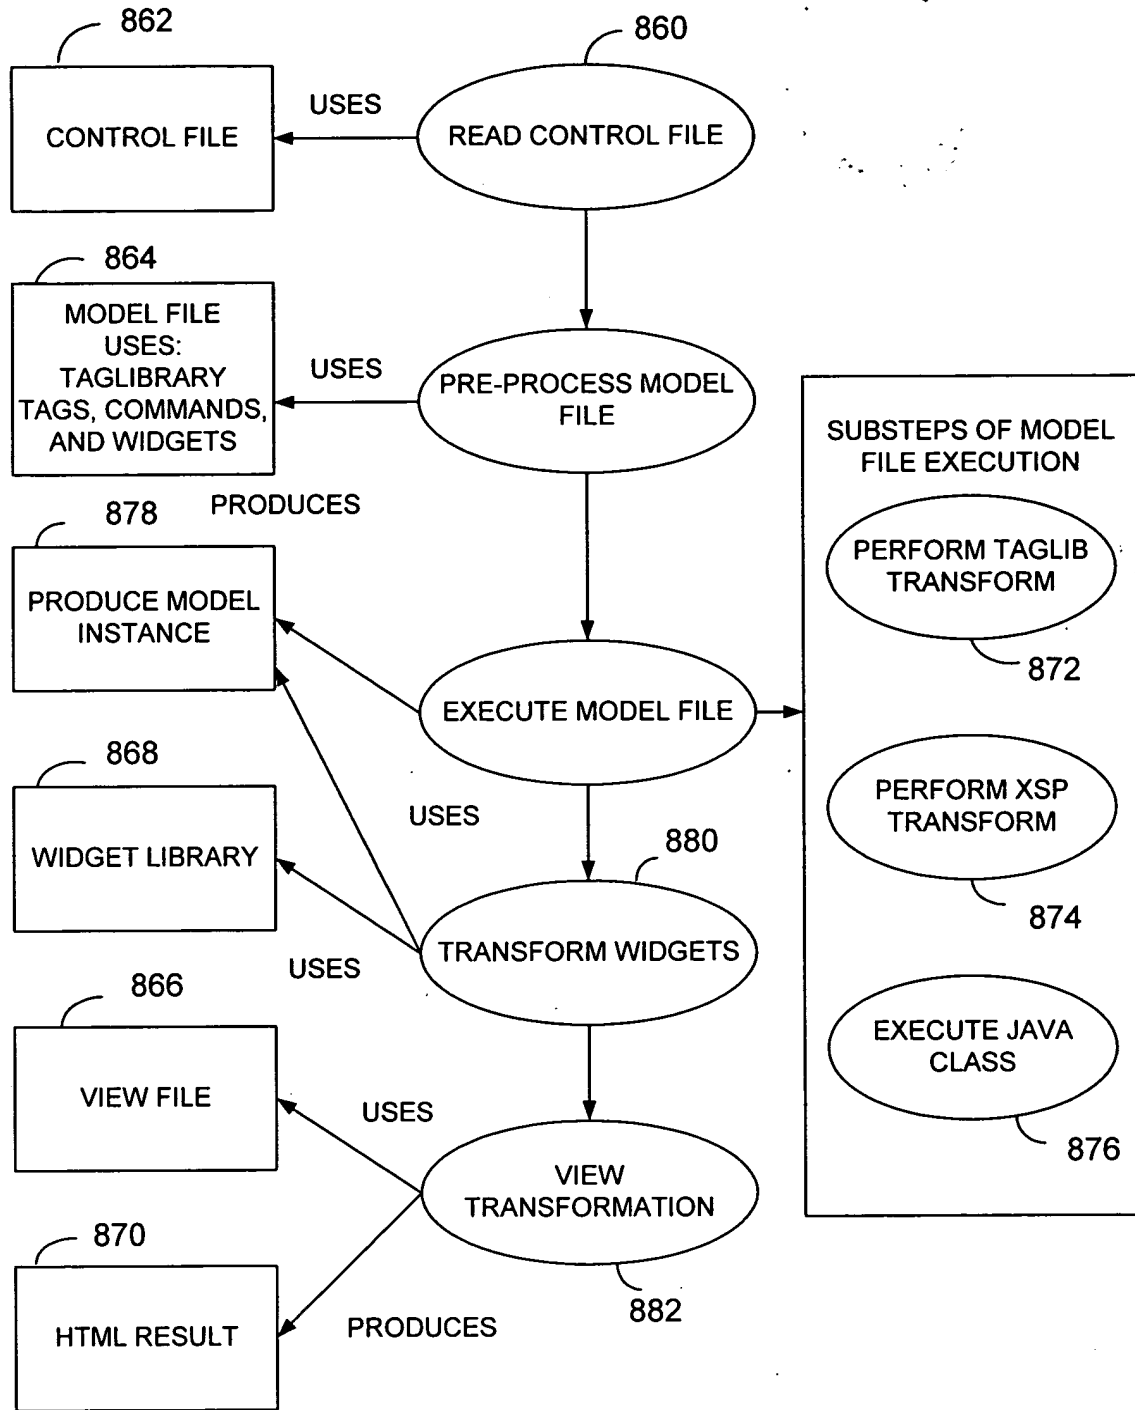 862
860
USES
CONTROL FILE
READ CONTROL FILE
864
MODEL FILE
USES:
TAGLIBRARY
TAGS, COMMANDS,
AND WIDGETS
USES
PRE-PROCESS MODEL
FILE
SUBSTEPS OF MODEL
FILE EXECUTION
PRODUCES
878
PERFORM TAGLIB
TRANSFORM
872
PRODUCE MODEL
INSTANCE
EXECUTE MODEL FILE
868
USES
PERFORM XSP
TRANSFORM
874
WIDGET LIBRARY
880
TRANSFORM WIDGETS
USES
866
EXECUTE JAVA
CLASS
876
VIEW FILE
USES
VIEW
TRANSFORMATION
882
870
PRODUCES
HTML RESULT